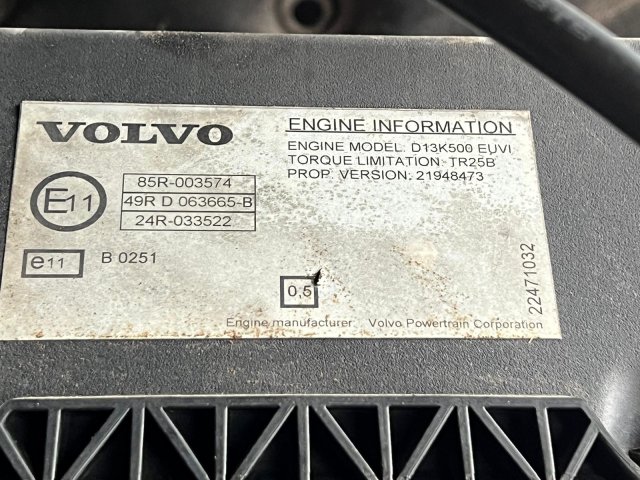 VOLVO
ENGINE INFORMATION
ENGINE MODEL: D13K500 EUVI
TORQUE LIMITATION: TR25B
PROP. VERSION: 21948473
E11
85R-003574
49R D 063665-B
24R-033522
e11
B 0251
0,5
22471032
Engine manufacturer: Volvo Powertrain Corporation